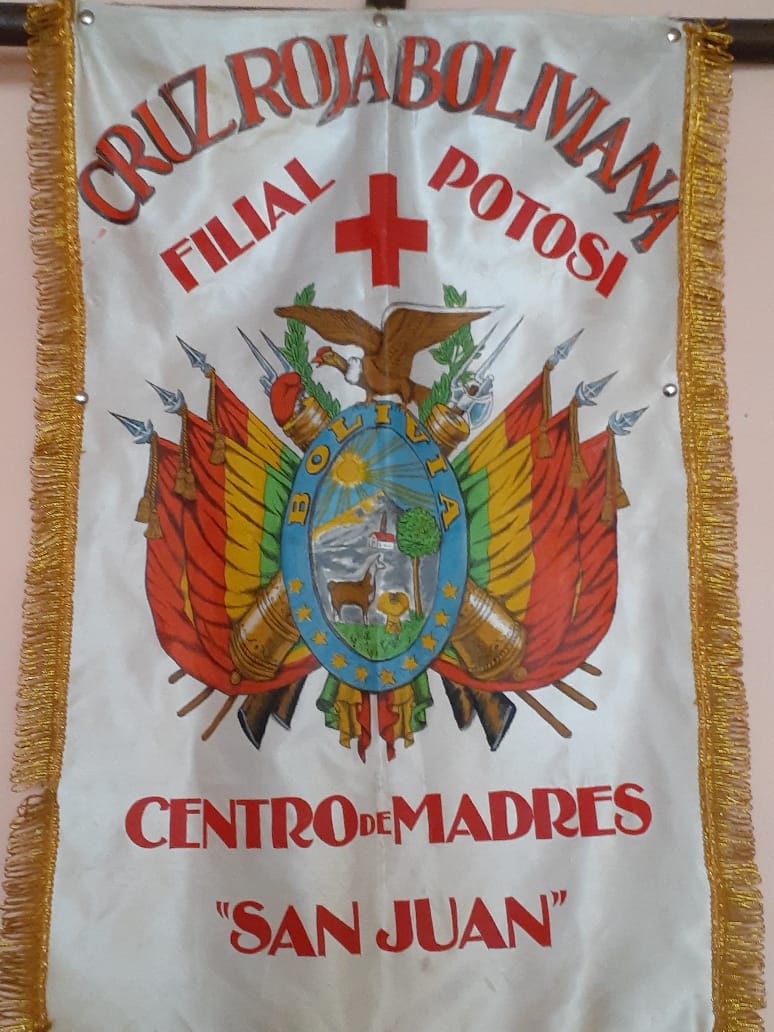 CRUZ ROJA BOLIVIANA
FILIAL POTOSI
BOLIVIA
CENTRO DE MADRES
"SAN JUAN"